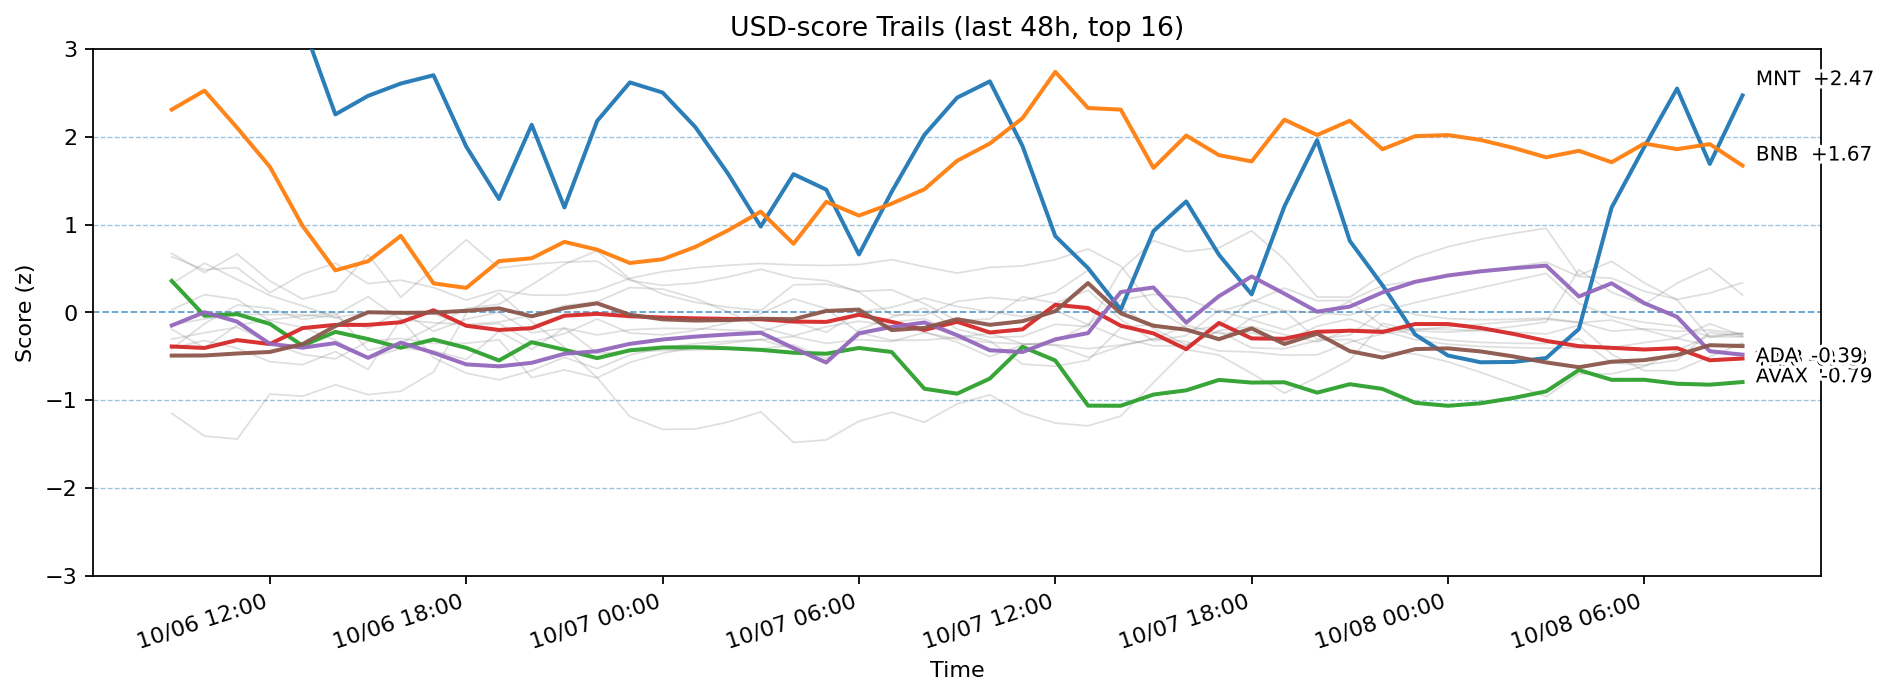 USD-score Trails (last 48h, top 16)
Score (z)
3
2
1
0
−1
−2
−3
MNT +2.47
BNB +1.67
ADA -0.39
AVAX -0.79
10/06 12:00
10/06 18:00
10/07 00:00
10/07 06:00
10/07 12:00
10/07 18:00
10/08 00:00
10/08 06:00
Time